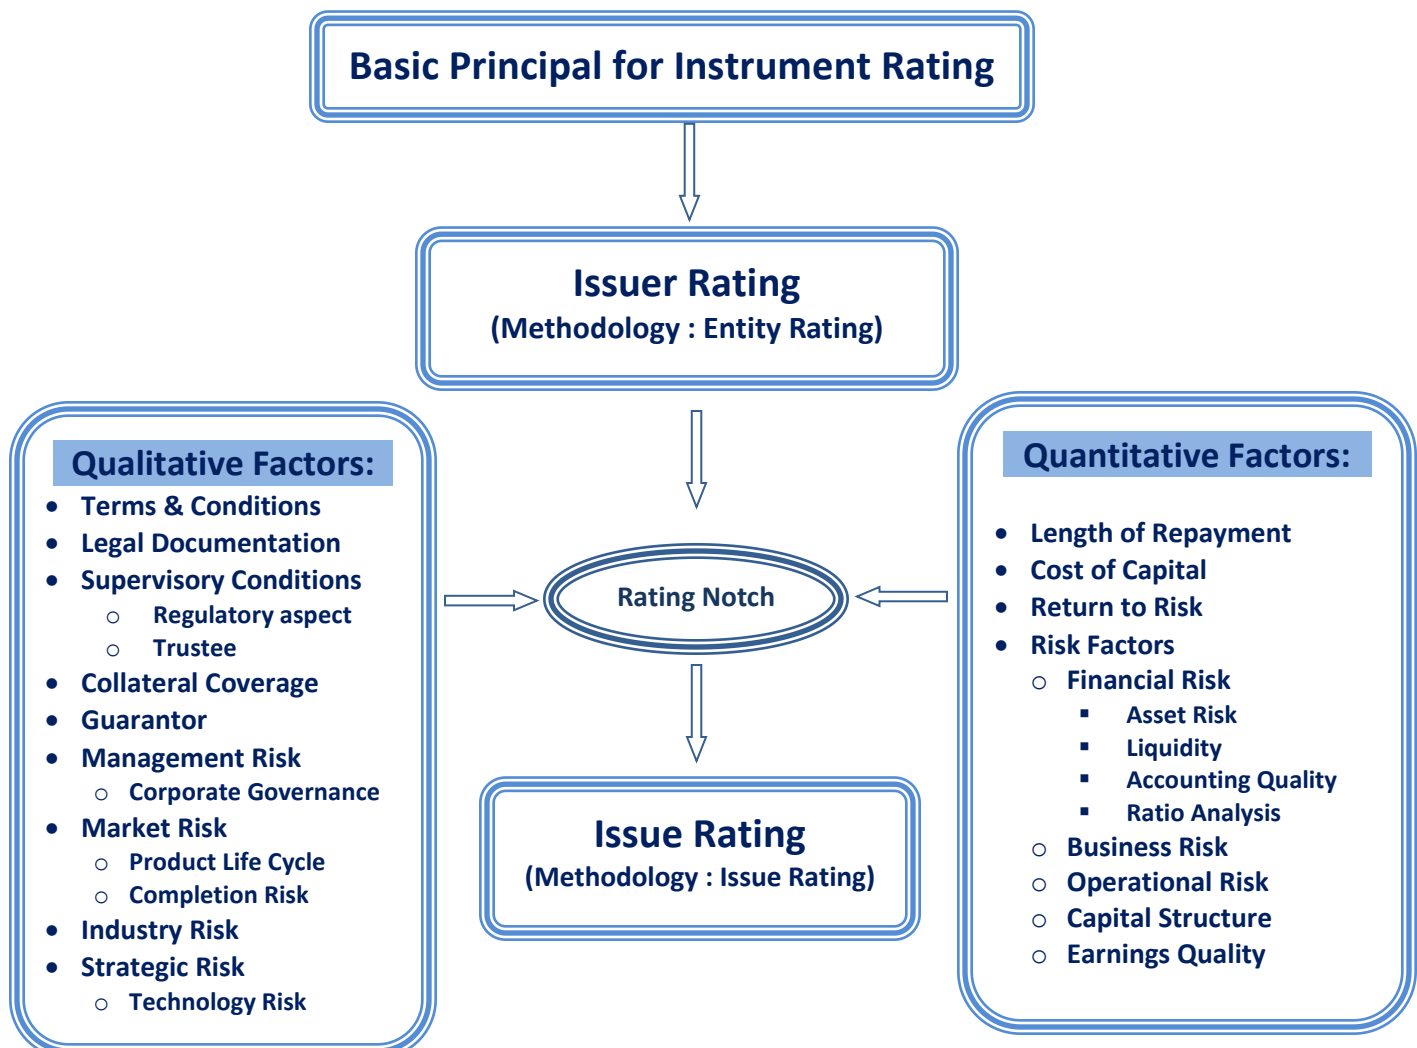 Basic Principal for Instrument Rating
Issuer Rating
(Methodology : Entity Rating)
Qualitative Factors:
• Terms & Conditions
• Legal Documentation
• Supervisory Conditions
o Regulatory aspect
o Trustee
• Collateral Coverage
• Guarantor
• Management Risk
o Corporate Governance
• Market Risk
o Product Life Cycle
o Completion Risk
• Industry Risk
• Strategic Risk
o Technology Risk
Rating Notch
Issue Rating
(Methodology : Issue Rating)
Quantitative Factors:
• Length of Repayment
• Cost of Capital
• Return to Risk
• Risk Factors
o Financial Risk
▪ Asset Risk
▪ Liquidity
▪ Accounting Quality
▪ Ratio Analysis
o Business Risk
o Operational Risk
o Capital Structure
o Earnings Quality